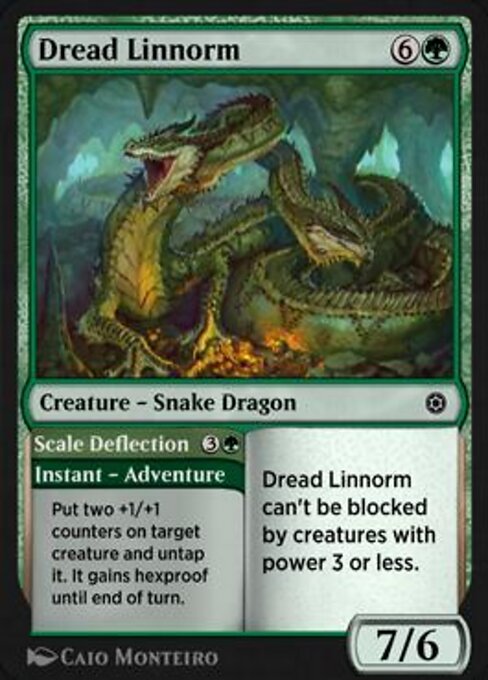 Dread Linnorm 6
Creature – Snake Dragon
Scale Deflection 3
Instant – Adventure
Put two +1/+1
counters on target
creature and untap
it. It gains hexproof
until end of turn.
Dread Linnorm
can't be blocked
by creatures with
power 3 or less.
7/6
Caio Monteiro